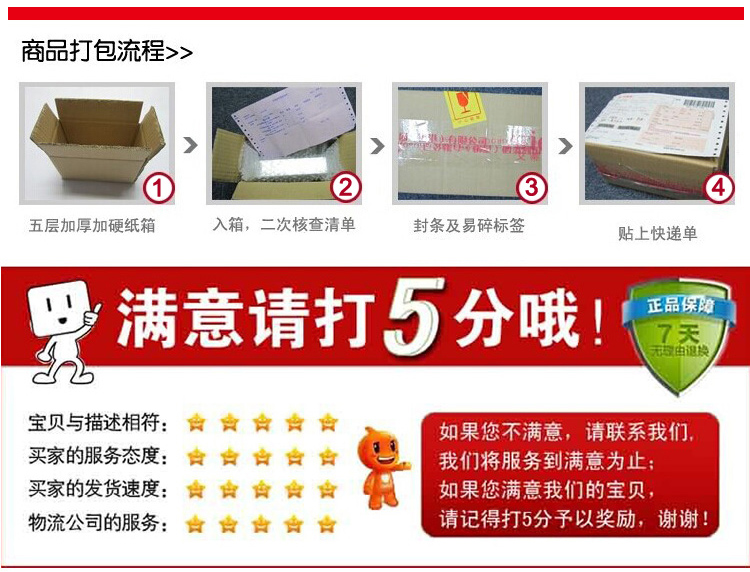 商品打包流程>>
1
2
3
4
五层加厚加硬纸箱
入箱，二次核查清单
封条及易碎标签
贴上快递单
满意请打5分哦！
正品保障
7天
无理由退换
宝贝与描述相符：
买家的服务态度：
买家的发货速度：
物流公司的服务：
如果您不满意，请联系我们,
我们将服务到满意为止；
如果您满意我们的宝贝，
请记得打5分予以奖励，谢谢！